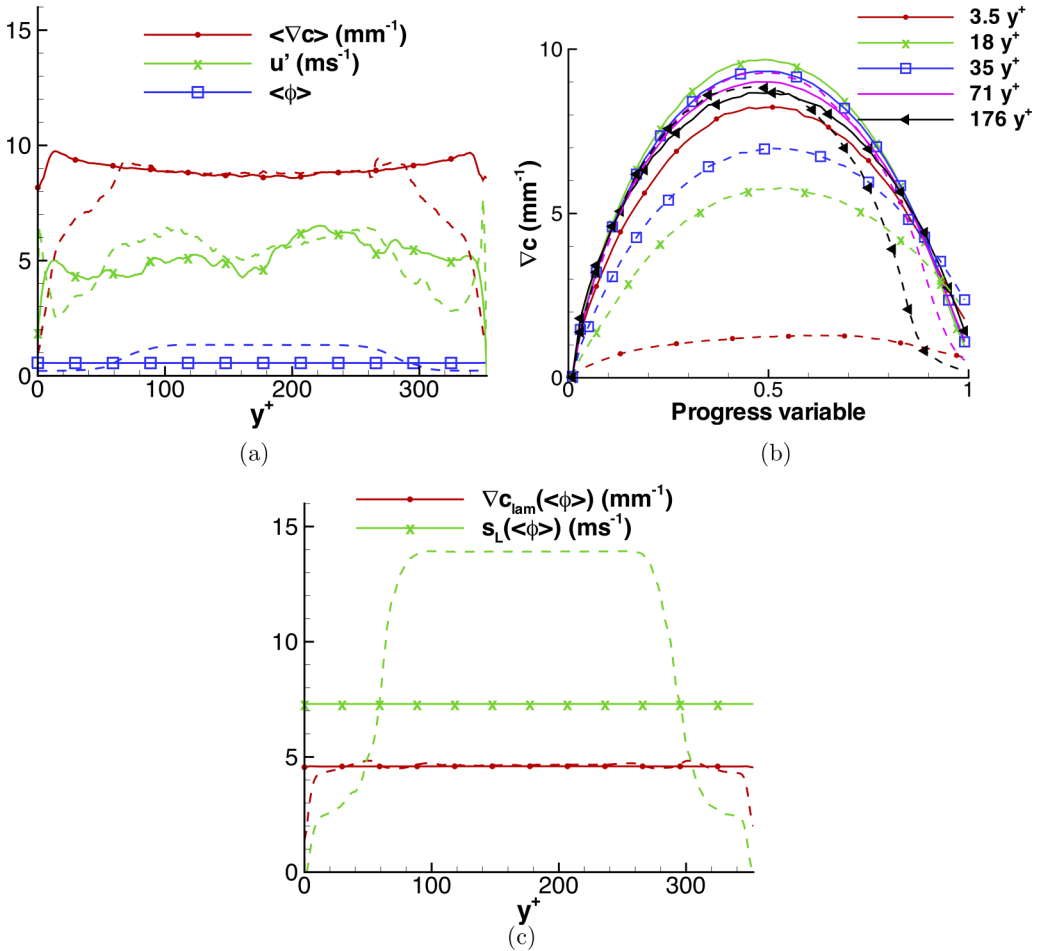 15
10
5
0
0
100
200
300
y+
<∇c> (mm-1)
u' (ms-1)
<ϕ>
(a)
10
5
0
0
0.5
1
∇c (mm-1)
Progress variable
3.5 y+
18 y+
35 y+
71 y+
176 y+
(b)
15
10
5
0
0
100
200
300
y+
∇clam(<ϕ>) (mm-1)
sL(<ϕ>) (ms-1)
(c)